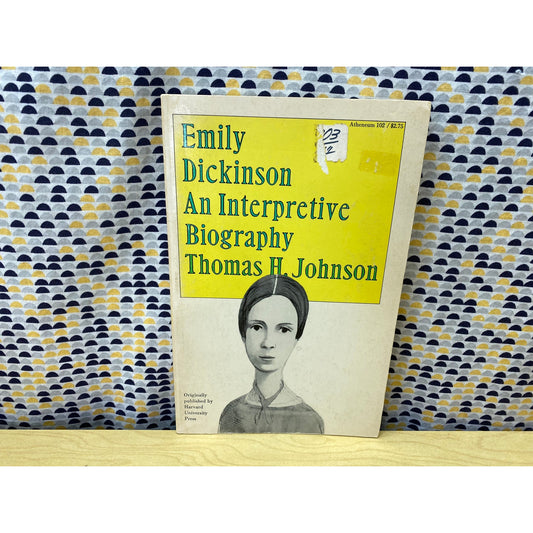 Atheneum 102 / $2.75
Emily
Dickinson
An Interpretive
Biography
Thomas H. Johnson
Originally
published by
Harvard
University
Press